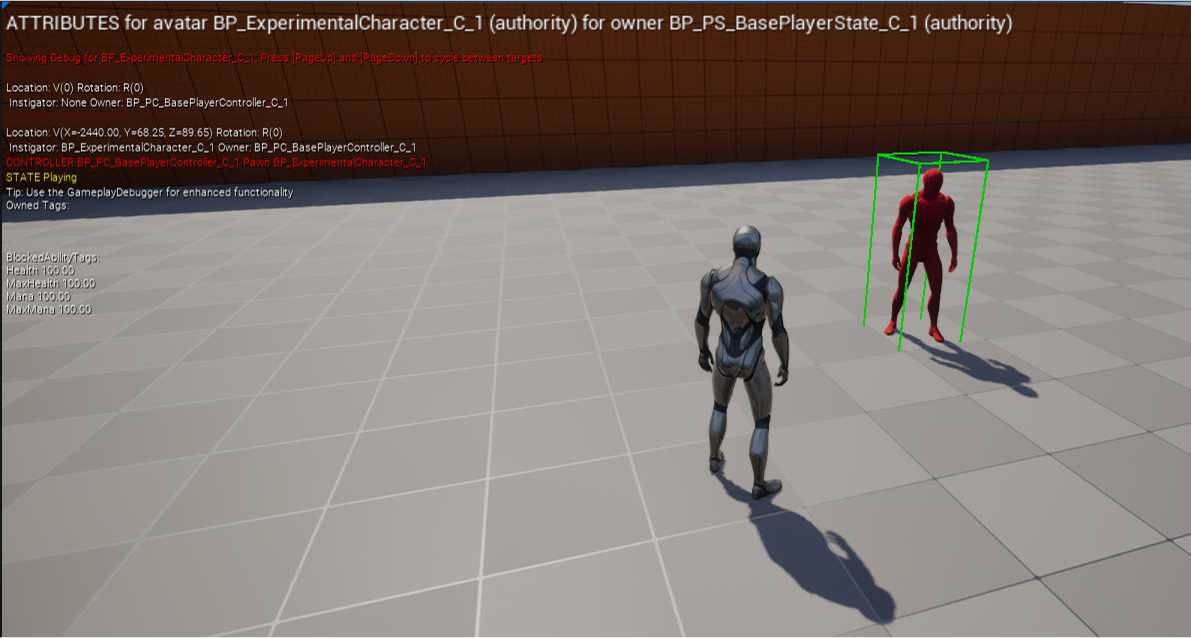 ATTRIBUTES for avatar BP_ExperimentalCharacter_C_1 (authority) for owner BP_PS_BasePlayerState_C_1 (authority)
Showing Debug for BP_ExperimentalCharacter_C_1, Press [PageUp] and [PageDown] to cycle between targets
Location: V(0) Rotation: R(0)
Instigator: None Owner: BP_PC_BasePlayerController_C_1
Location: V(X=-2440.00, Y=68.25, Z=89.65) Rotation: R(0)
Instigator: BP_ExperimentalCharacter_C_1 Owner: BP_PC_BasePlayerController_C_1
CONTROLLER BP_PC_BasePlayerController_C_1 Pawn BP_ExperimentalCharacter_C_1
STATE Playing
Tip: Use the GameplayDebugger for enhanced functionality
Owned Tags:
BlockedAbilityTags:
Health 100.00
MaxHealth 100.00
Mana 100.00
MaxMana 100.00